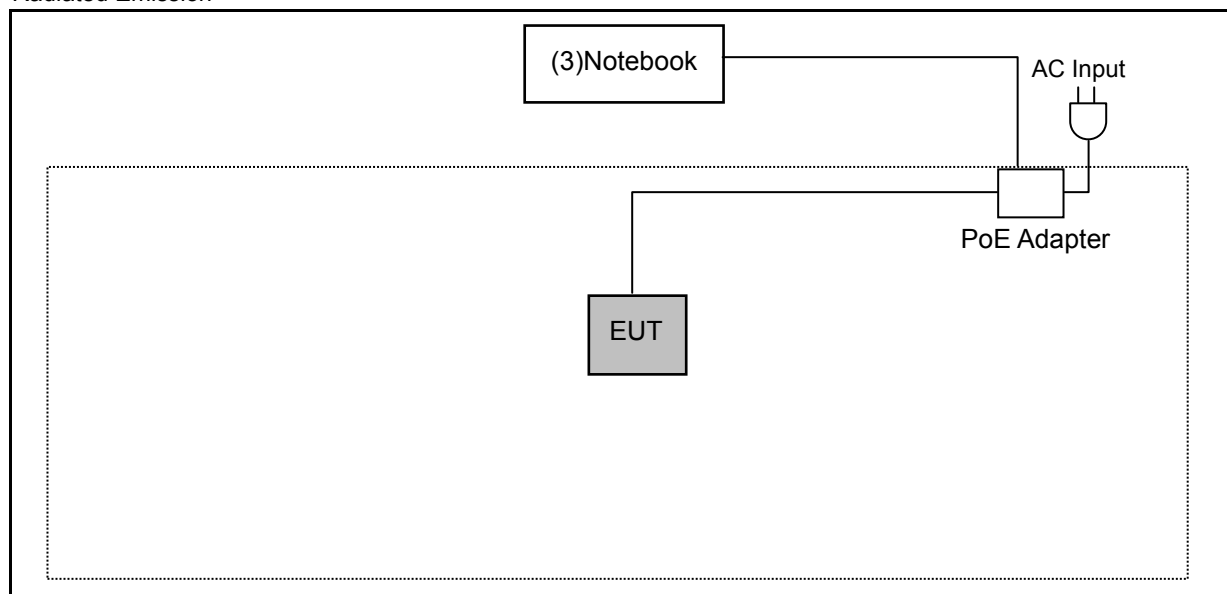 Radiated Emission
(3)Notebook
AC Input
PoE Adapter
EUT